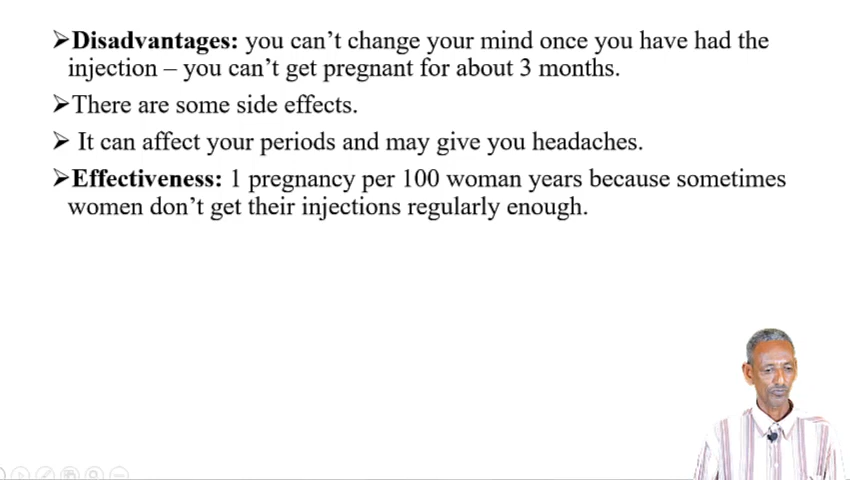 ➢Disadvantages: you can’t change your mind once you have had the
injection – you can’t get pregnant for about 3 months.
➢There are some side effects.
➢ It can affect your periods and may give you headaches.
➢Effectiveness: 1 pregnancy per 100 woman years because sometimes
women don’t get their injections regularly enough.